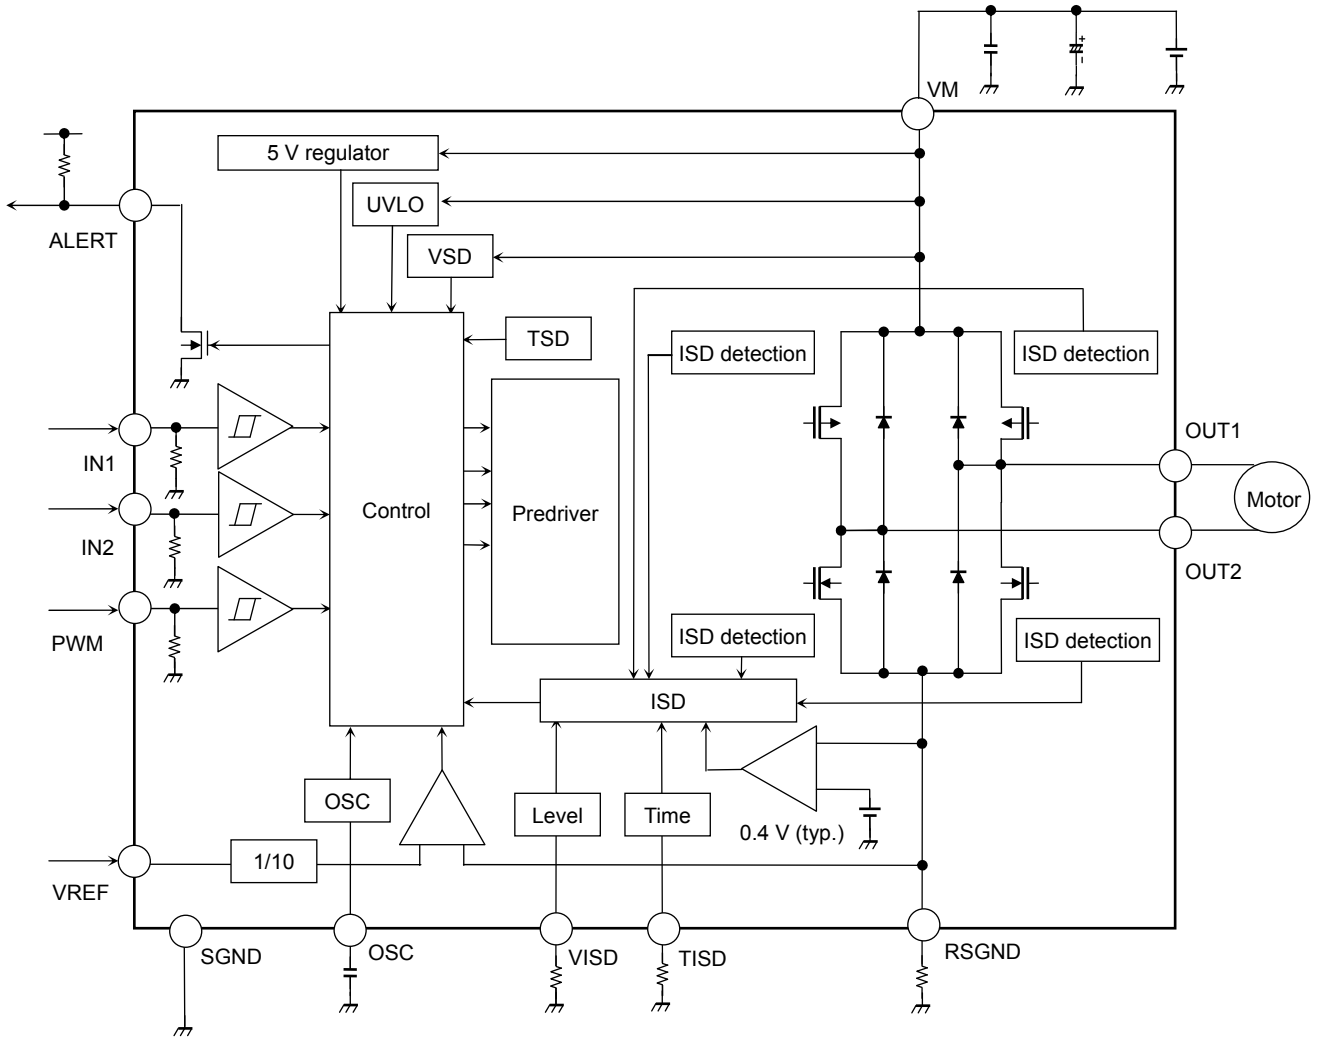 VM
+
-
5 V regulator
UVLO
ALERT
VSD
TSD
ISD detection
ISD detection
OUT1
IN1
Motor
Control
Predriver
IN2
OUT2
PWM
ISD detection
ISD detection
ISD
OSC
Level
Time
0.4 V (typ.)
1/10
VREF
SGND
OSC
VISD
TISD
RSGND